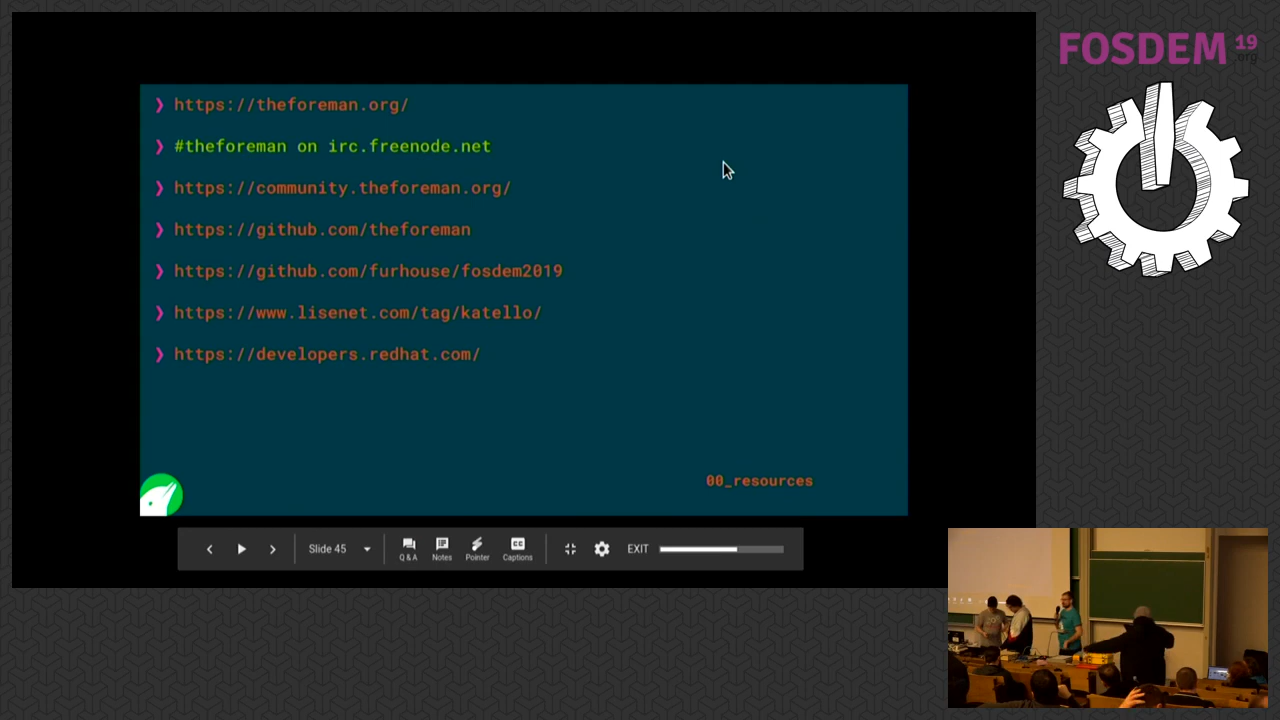 ❯ https://theforeman.org/
❯ #theforeman on irc.freenode.net
❯ https://community.theforeman.org/
❯ https://github.com/theforeman
❯ https://github.com/furhouse/fosdem2019
❯ https://www.lisenet.com/tag/katello/
❯ https://developers.redhat.com/
00_resources
Slide 45
Q & A
Notes
Pointer
CC
Captions
EXIT
FOSDEM 19
.org